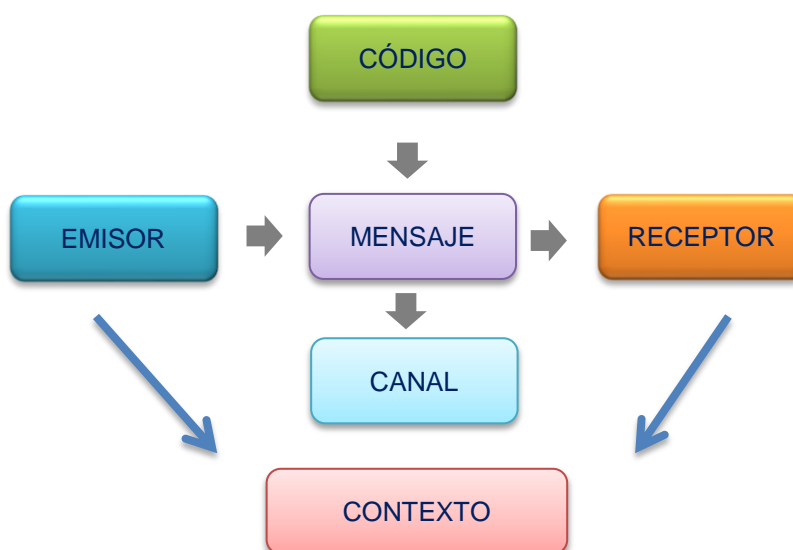 CÓDIGO
EMISOR
MENSAJE
RECEPTOR
CANAL
CONTEXTO